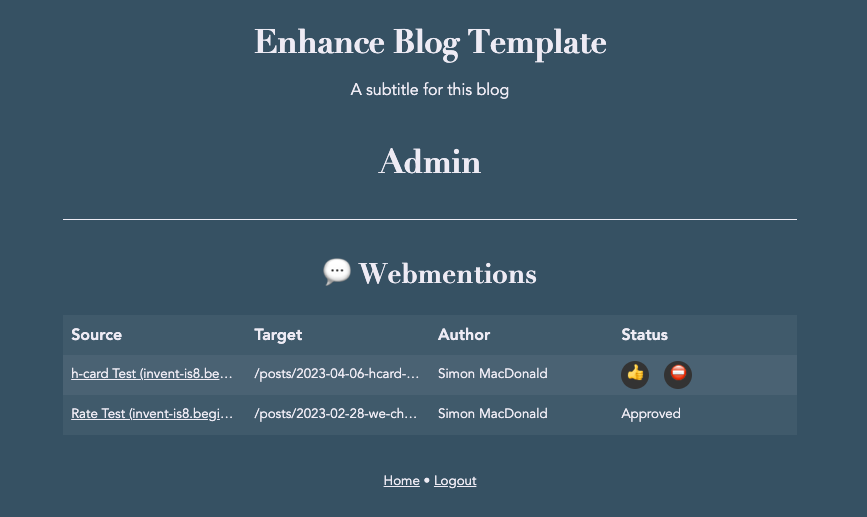 Enhance Blog Template
A subtitle for this blog
Admin
💬 Webmentions
Source Target Author Status
h-card Test (invent-is8.be… /posts/2023-04-06-hcard-… Simon MacDonald 👍 ⛔
Rate Test (invent-is8.begi… /posts/2023-02-28-we-ch… Simon MacDonald Approved
Home • Logout